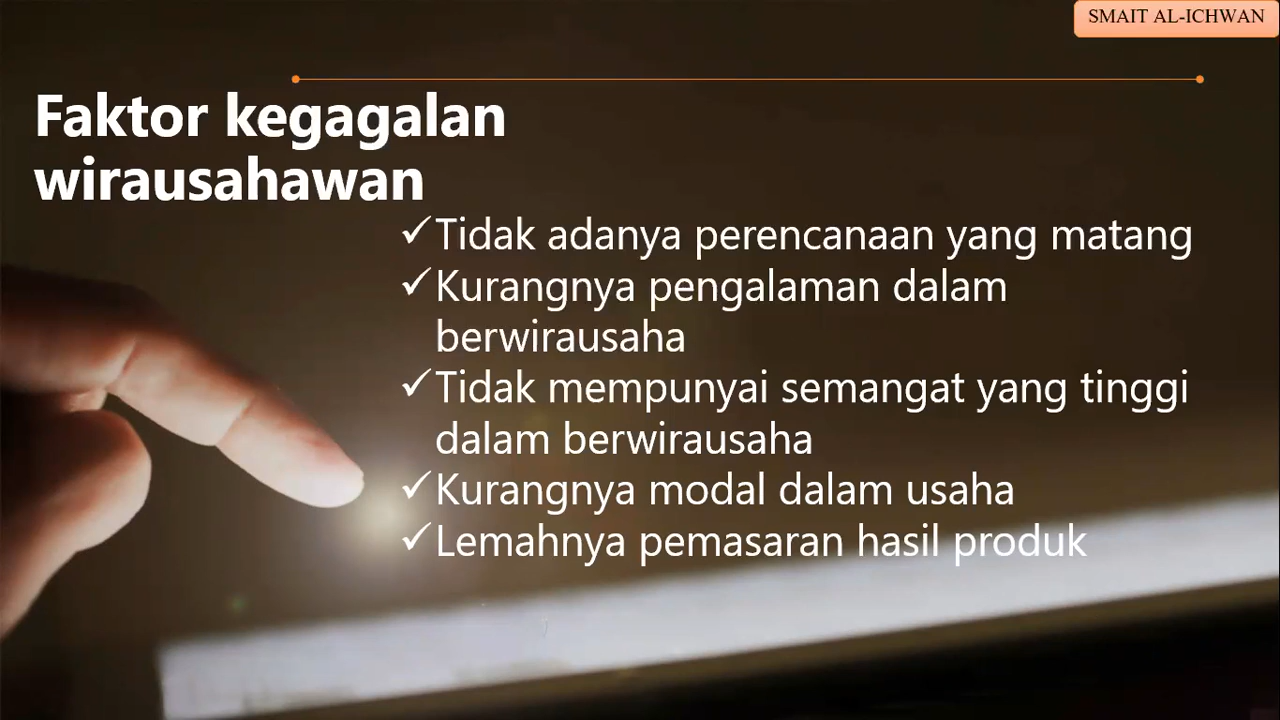 SMAIT AL-ICHWAN
Faktor kegagalan
wirausahawan
✓Tidak adanya perencanaan yang matang
✓Kurangnya pengalaman dalam
berwirausaha
✓Tidak mempunyai semangat yang tinggi
dalam berwirausaha
✓Kurangnya modal dalam usaha
✓Lemahnya pemasaran hasil produk